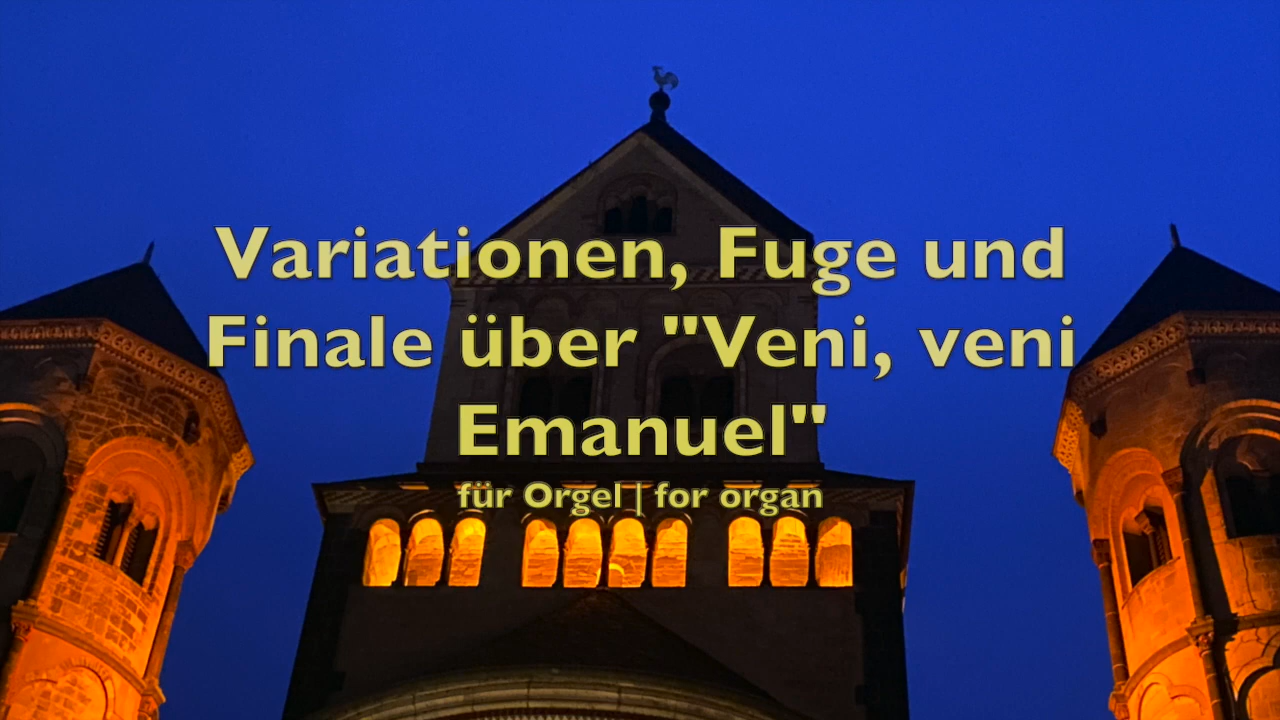 Variationen, Fuge und
Finale über "Veni, veni
Emanuel"
für Orgel | for organ